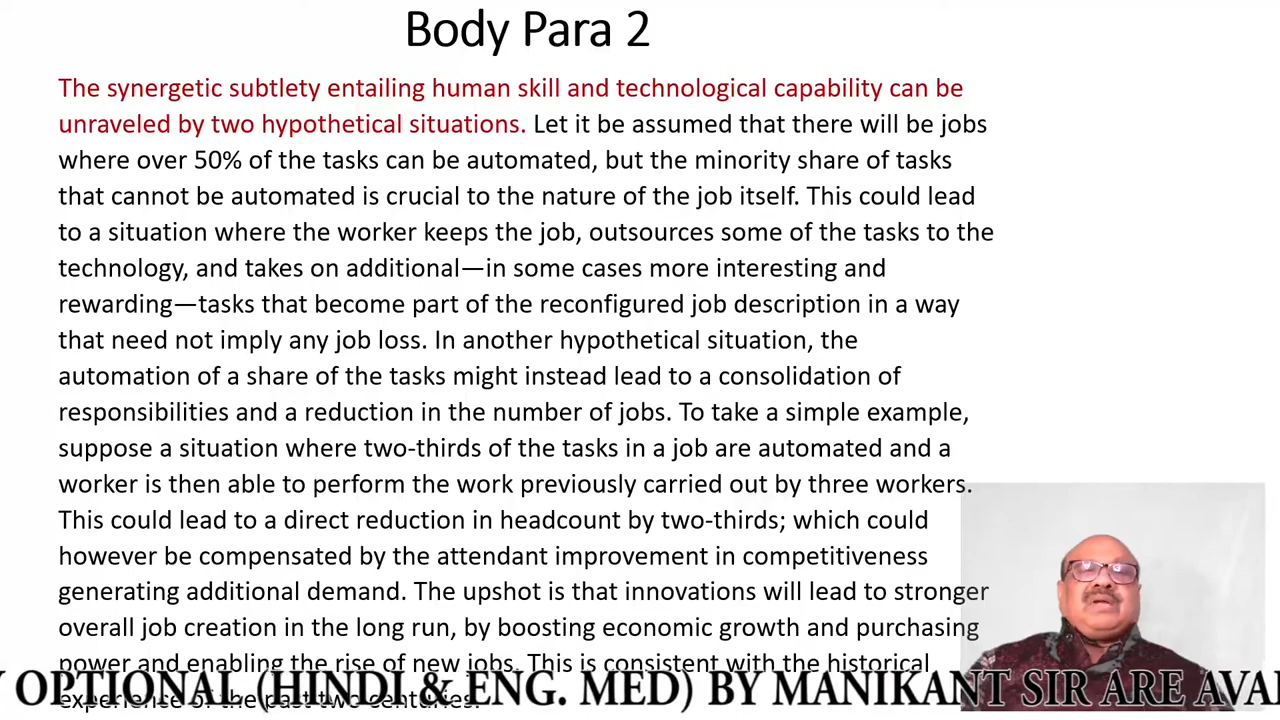 Body Para 2
The synergetic subtlety entailing human skill and technological capability can be
unraveled by two hypothetical situations. Let it be assumed that there will be jobs
where over 50% of the tasks can be automated, but the minority share of tasks
that cannot be automated is crucial to the nature of the job itself. This could lead
to a situation where the worker keeps the job, outsources some of the tasks to the
technology, and takes on additional—in some cases more interesting and
rewarding—tasks that become part of the reconfigured job description in a way
that need not imply any job loss. In another hypothetical situation, the
automation of a share of the tasks might instead lead to a consolidation of
responsibilities and a reduction in the number of jobs. To take a simple example,
suppose a situation where two-thirds of the tasks in a job are automated and a
worker is then able to perform the work previously carried out by three workers.
This could lead to a direct reduction in headcount by two-thirds; which could
however be compensated by the attendant improvement in competitiveness
generating additional demand. The upshot is that innovations will lead to stronger
overall job creation in the long run, by boosting economic growth and purchasing
power and enabling the rise of new jobs. This is consistent with the historical
experience of the past two centuries.
Y OPTIONAL (HINDI & ENG. MED) BY MANIKANT SIR ARE AVA